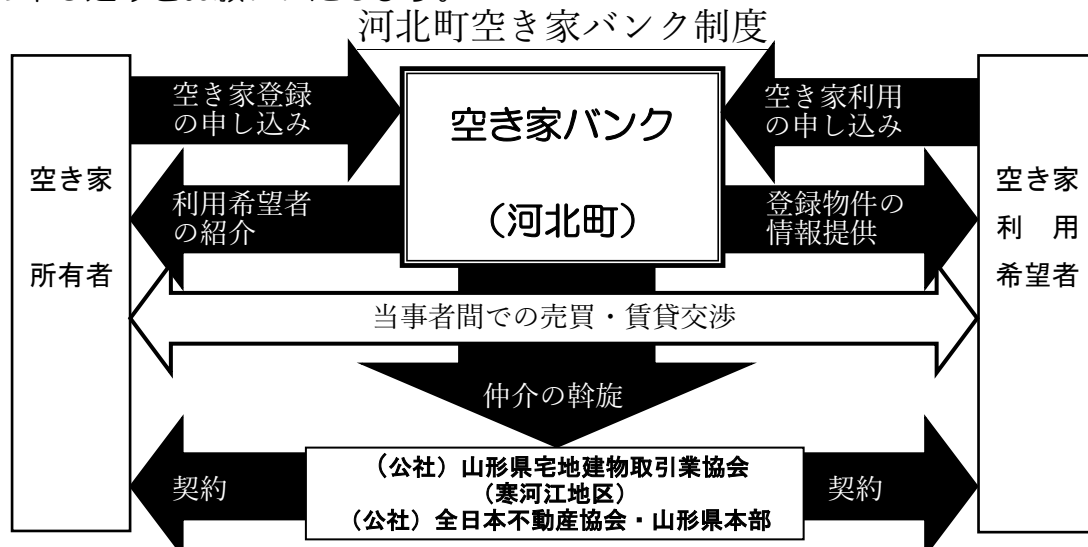 河北町空き家バンク制度
空き家
所有者
空き家登録
の申し込み
利用希望者
の紹介
空き家バンク
(河北町)
空き家利用
の申し込み
登録物件の
情報提供
空き家
利 用
希望者
当事者間での売買・賃貸交渉
仲介の斡旋
契約
(公社)山形県宅地建物取引業協会
(寒河江地区)
(公社)全日本不動産協会・山形県本部
契約